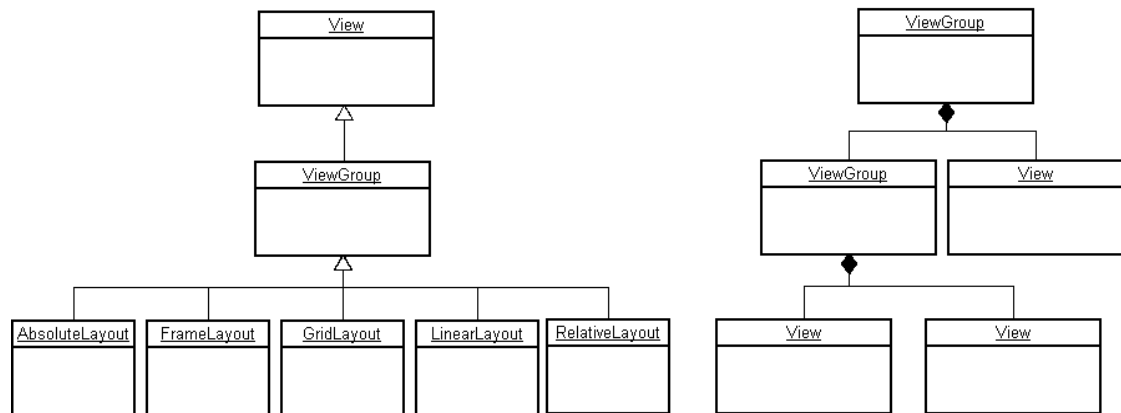 View
ViewGroup
AbsoluteLayout
FrameLayout
GridLayout
LinearLayout
RelativeLayout
ViewGroup
ViewGroup
View
View
View